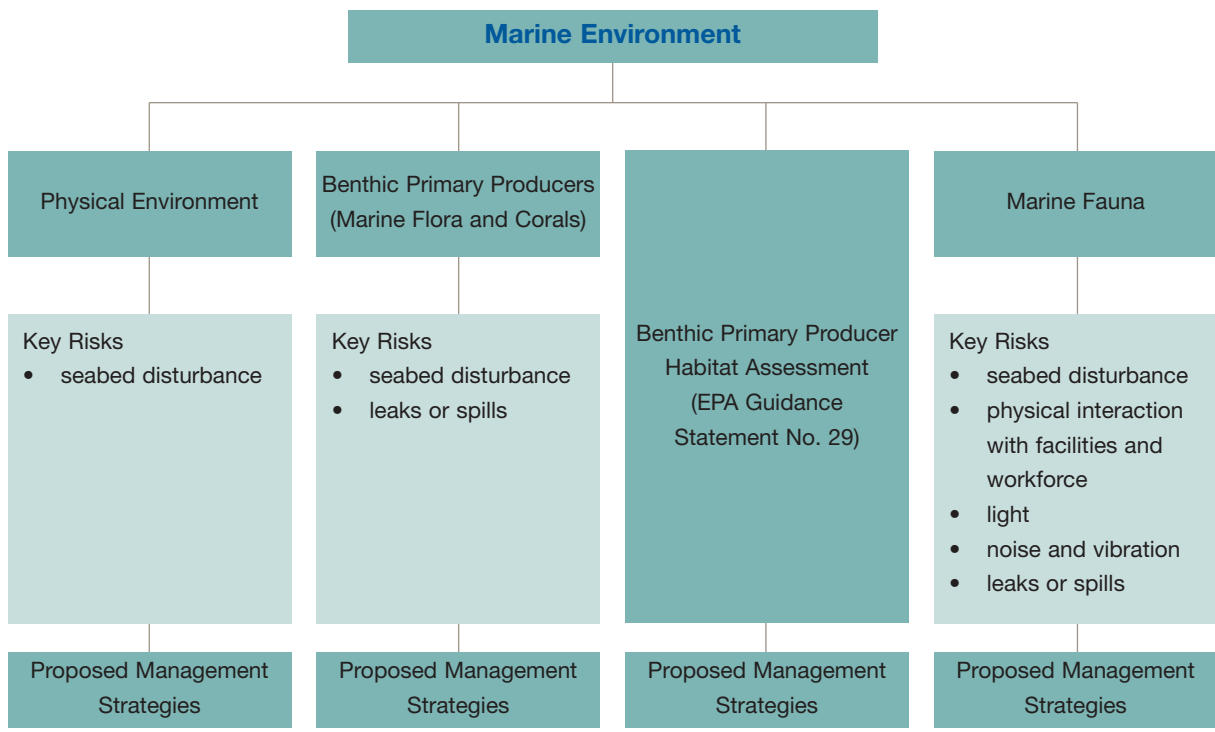 Marine Environment
Physical Environment
Benthic Primary Producers
(Marine Flora and Corals)
Benthic Primary Producer
Habitat Assessment
(EPA Guidance
Statement No. 29)
Marine Fauna
Key Risks
• seabed disturbance
Key Risks
• seabed disturbance
• leaks or spills
Key Risks
• seabed disturbance
• physical interaction
with facilities and
workforce
• light
• noise and vibration
• leaks or spills
Proposed Management
Strategies
Proposed Management
Strategies
Proposed Management
Strategies
Proposed Management
Strategies